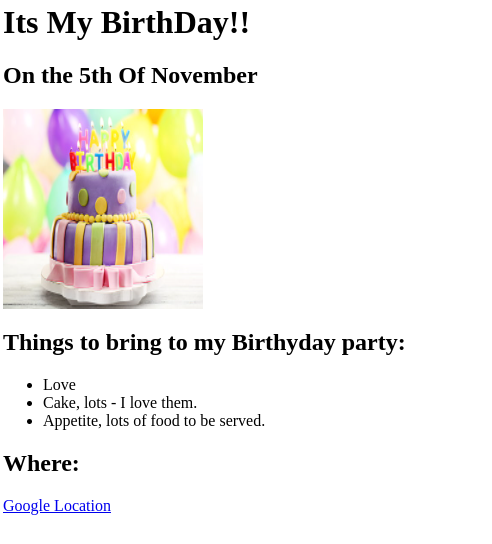 Its My BirthDay!!
On the 5th Of November
HAPPY
BIRTHDAY
Things to bring to my Birthyday party:
Love
Cake, lots - I love them.
Appetite, lots of food to be served.
Where:
Google Location